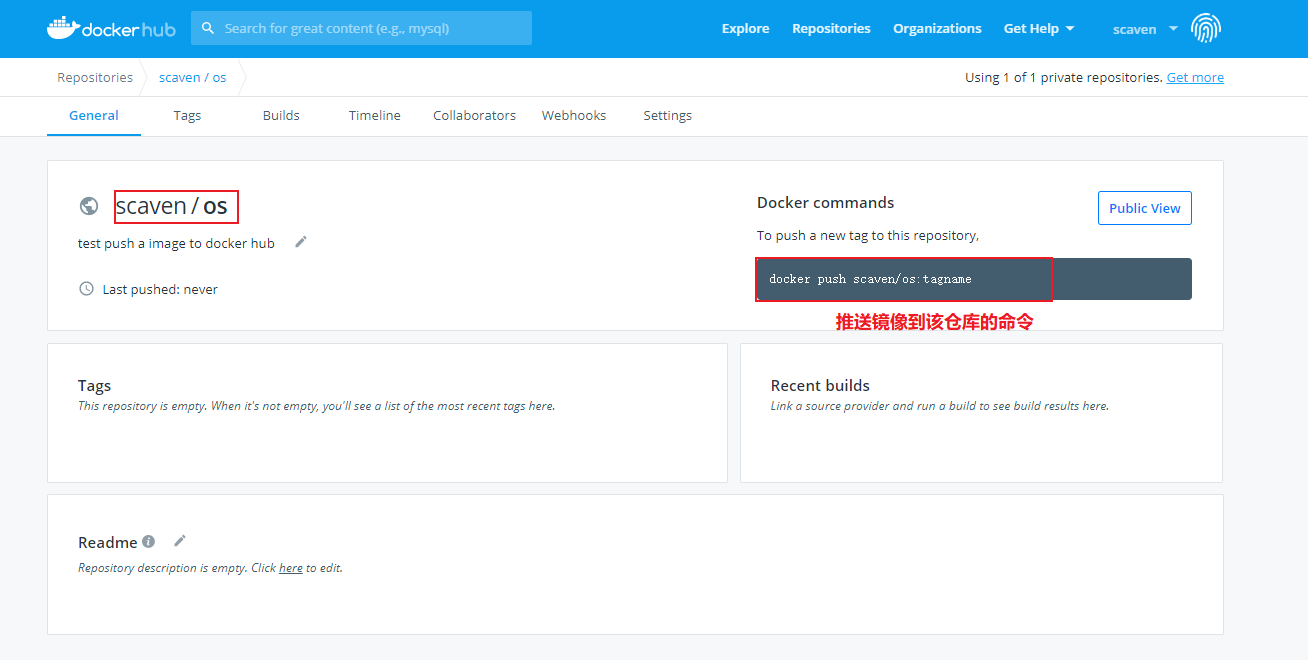 docker hub
Search for great content (e.g., mysql)
Explore Repositories Organizations Get Help scaven
Repositories scaven / os
Using 1 of 1 private repositories. Get more
General Tags Builds Timeline Collaborators Webhooks Settings
scaven / os
test push a image to docker hub
Last pushed: never
Docker commands
Public View
To push a new tag to this repository,
docker push scaven/os:tagname
推送镜像到该仓库的命令
Tags
This repository is empty. When it's not empty, you'll see a list of the most recent tags here.
Recent builds
Link a source provider and run a build to see build results here.
Readme
Repository description is empty. Click here to edit.